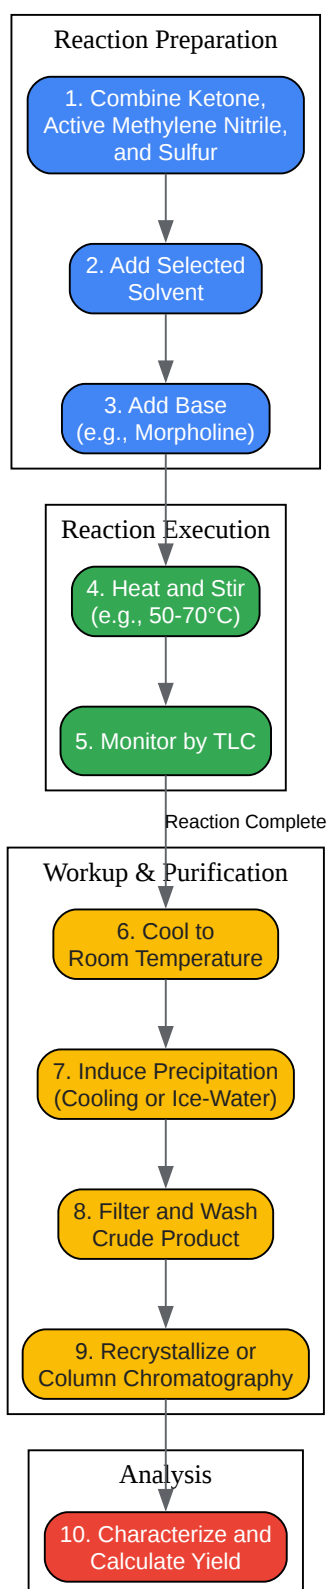 Reaction Preparation
1. Combine Ketone,
Active Methylene Nitrile,
and Sulfur
2. Add Selected
Solvent
3. Add Base
(e.g., Morpholine)
Reaction Execution
4. Heat and Stir
(e.g., 50-70°C)
5. Monitor by TLC
Reaction Complete
Workup & Purification
6. Cool to
Room Temperature
7. Induce Precipitation
(Cooling or Ice-Water)
8. Filter and Wash
Crude Product
9. Recrystallize or
Column Chromatography
Analysis
10. Characterize and
Calculate Yield